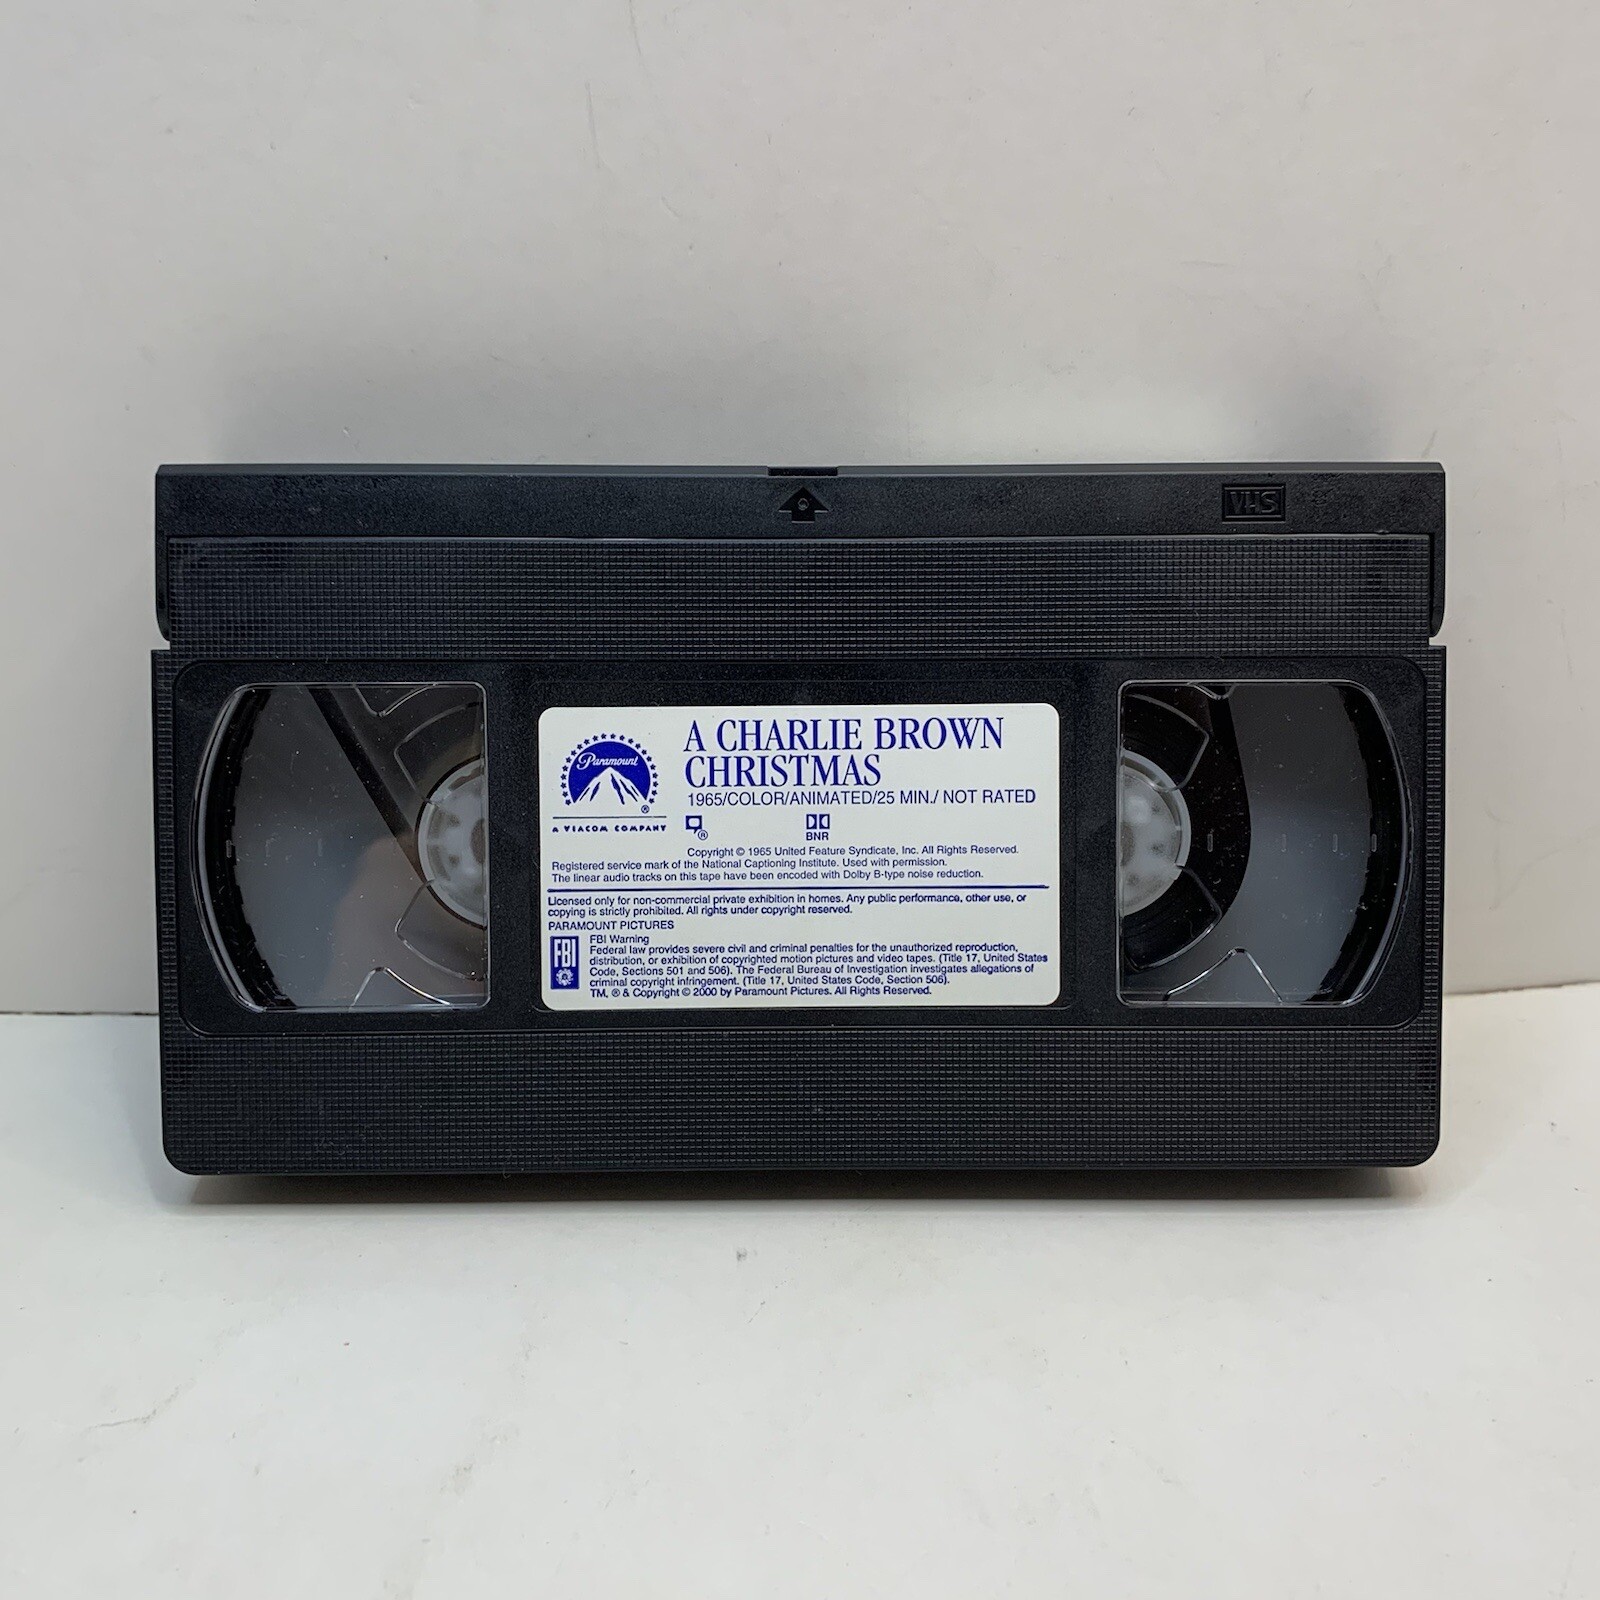 VHS
Paramount
®
A VIACOM COMPANY
A CHARLIE BROWN
CHRISTMAS
1965/COLOR/ANIMATED/25 MIN./ NOT RATED
®
BNR
Copyright © 1965 United Feature Syndicate, Inc. All Rights Reserved.
Registered service mark of the National Captioning Institute. Used with permission.
The linear audio tracks on this tape have been encoded with Dolby B-type noise reduction.
Licensed only for non-commercial private exhibition in homes. Any public performance, other use, or
copying is strictly prohibited. All rights under copyright reserved.
PARAMOUNT PICTURES
FBI
FBI Warning
Federal law provides severe civil and criminal penalties for the unauthorized reproduction,
distribution, or exhibition of copyrighted motion pictures and video tapes. (Title 17, United States
Code, Sections 501 and 506). The Federal Bureau of Investigation investigates allegations of
criminal copyright infringement. (Title 17, United States Code, Section 506).
TM, ® & Copyright © 2000 by Paramount Pictures. All Rights Reserved.